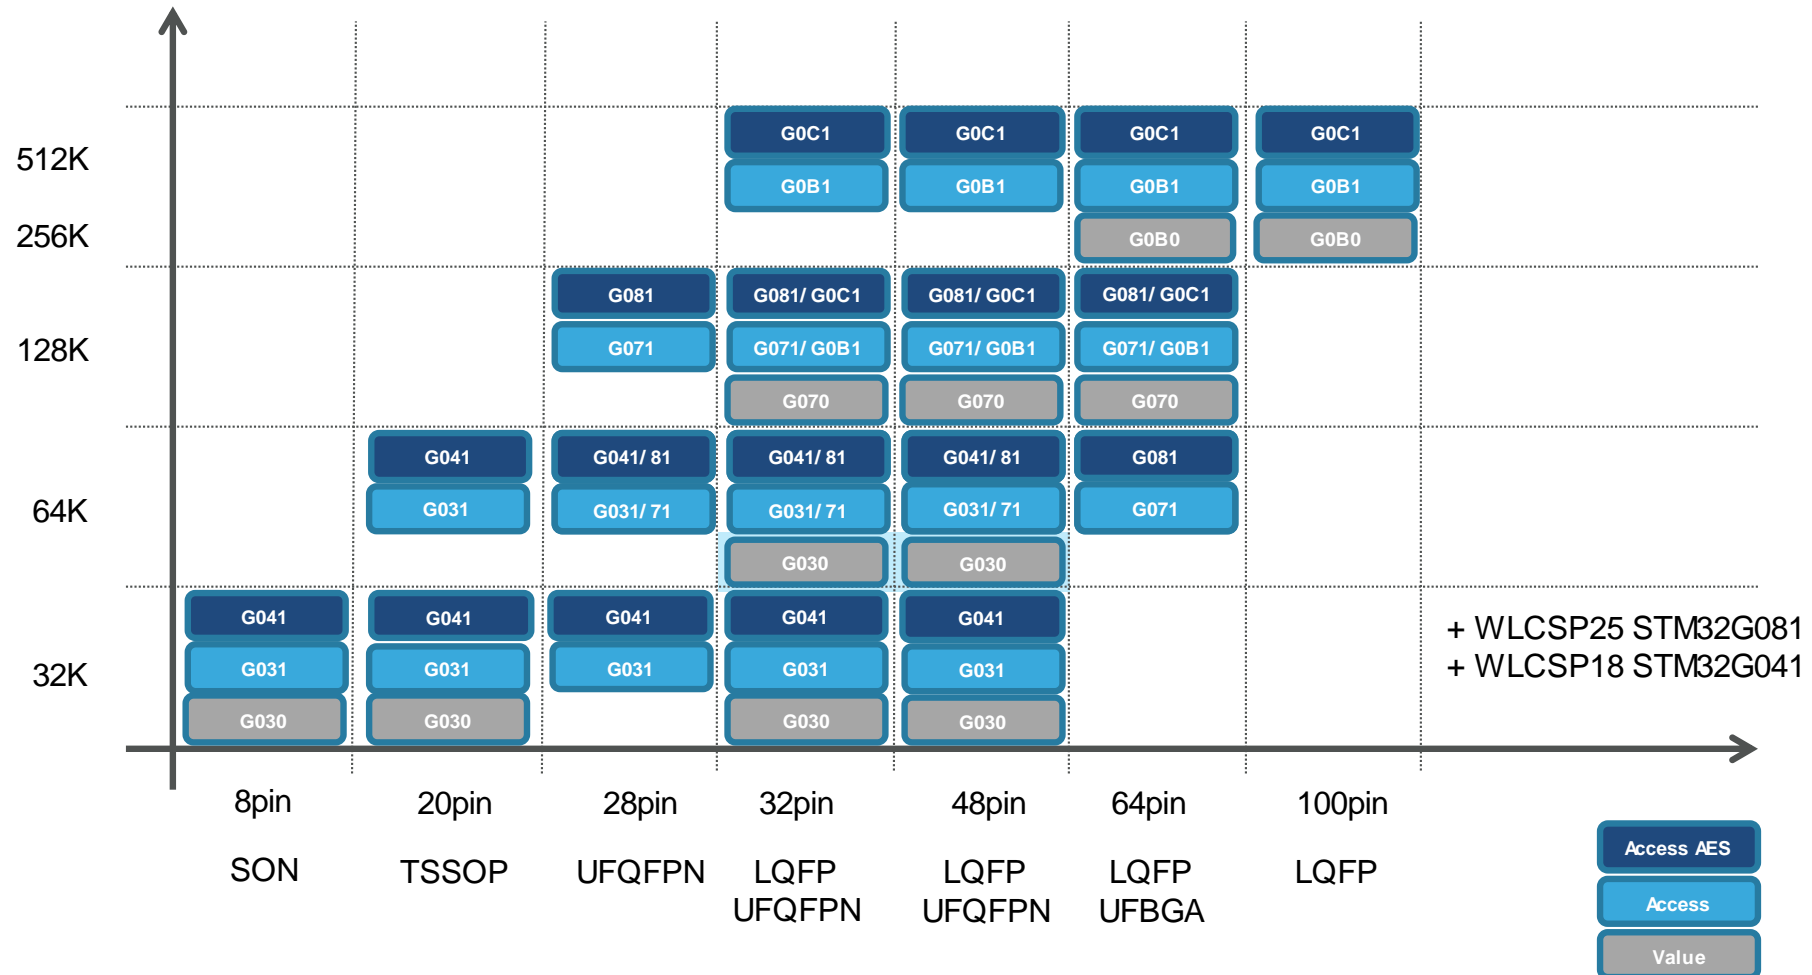 G0C1 G0C1 G0C1 G0C1
512K
G0B1 G0B1 G0B1 G0B1
256K G0B0 G0B0
G081 G081/ G0C1 G081/ G0C1 G081/ G0C1
128K G071 G071/ G0B1 G071/ G0B1 G071/ G0B1
G070 G070 G070
G041 G041/ 81 G041/ 81 G041/ 81 G081
64K G031 G031/ 71 G031/ 71 G031/ 71 G071
G030 G030
G041 G041 G041 G041 G041
+ WLCSP25 STM32G081
32K G031 G031 G031 G031 G031
+ WLCSP18 STM32G041
G030 G030 G030 G030
8pin 20pin 28pin 32pin 48pin 64pin 100pin
SON TSSOP UFQFPN LQFP LQFP LQFP LQFP
UFQFPN UFQFPN UFBGA
Access AES
Access
Value